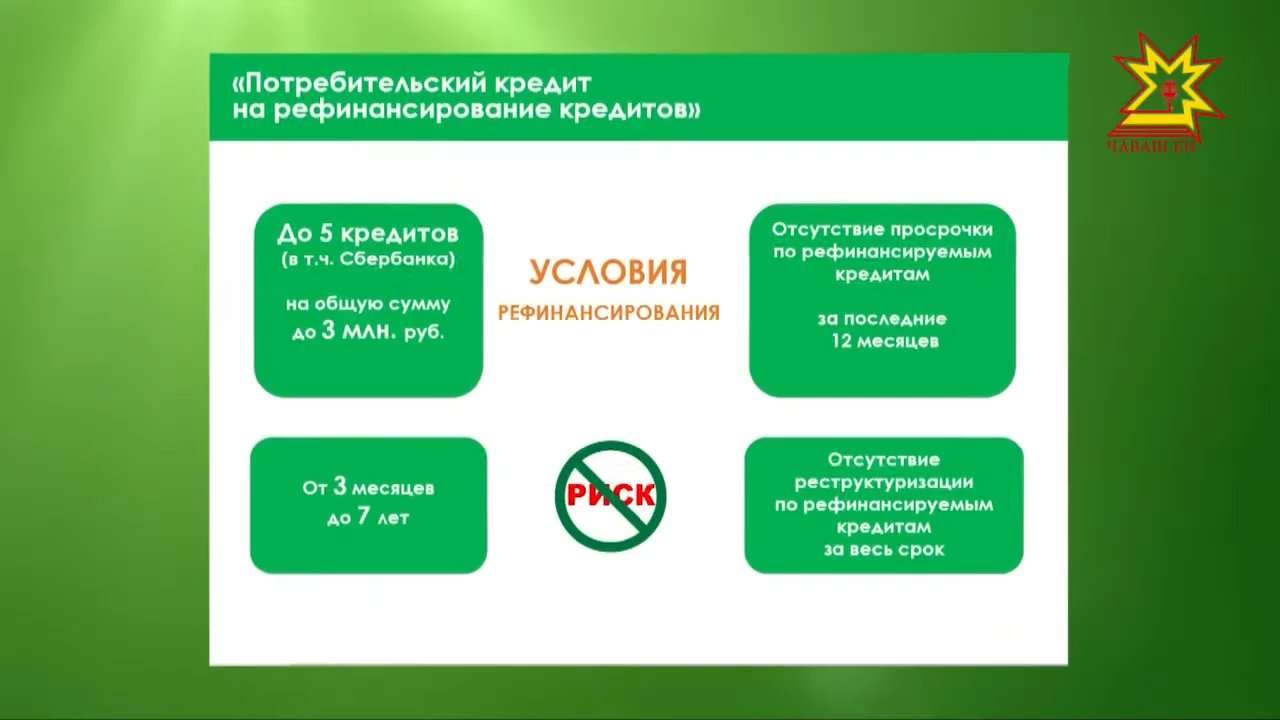 «Потребительский кредит
на рефинансирование кредитов»
До 5 кредитов
(в т.ч. Сбербанка)
на общую сумму
до 3 млн. руб.
УСЛОВИЯ
РЕФИНАНСИРОВАНИЯ
Отсутствие просрочки
по рефинансируемым
кредитам
за последние
12 месяцев
От 3 месяцев
до 7 лет
РИСК
Отсутствие
реструктуризации
по рефинансируемым
кредитам
за весь срок
ЧАВАШ ЕН